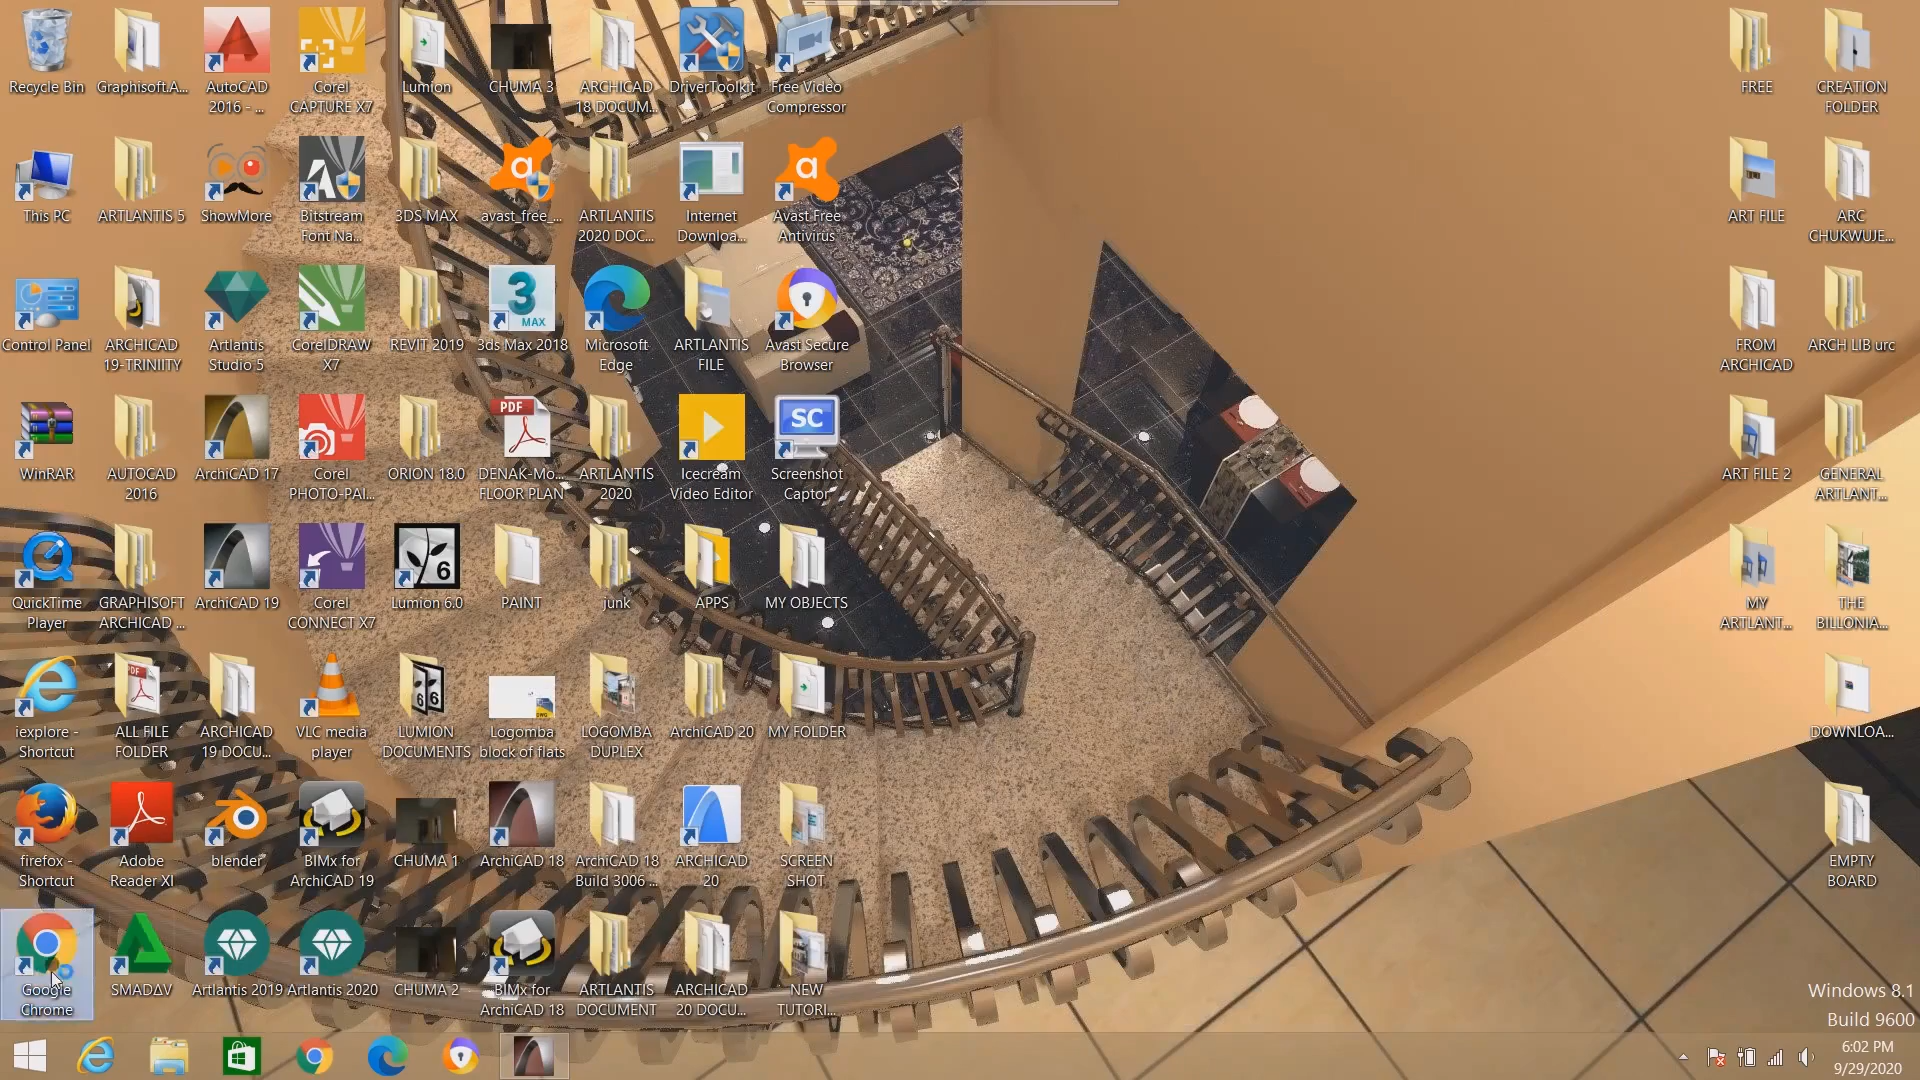 Recycle Bin
Graphisoft.A...
AutoCAD
2016 - ...
Corel
CAPTURE X7
Lumion
CHUMA 3
ARCHICAD
18 DOCUM...
DriverToolkit
Free Video
Compressor
FREE
CREATION
FOLDER
This PC
ARTLANTIS 5
ShowMore
Bitstream
Font Na...
3DS MAX
a
avast_free_...
ARTLANTIS
2020 DOC...
Internet
Downloa...
a
Avast Free
Antivirus
ART FILE
ARC
CHUKWUJE...
Control Panel
ARCHICAD
19-TRINIITY
Artlantis
Studio 5
CorelDRAW
X7
REVIT 2019
3
MAX
3ds Max 2018
Microsoft
Edge
ARTLANTIS
FILE
Avast Secure
Browser
FROM
ARCHICAD
ARCH LIB urc
WinRAR
AUTOCAD
2016
ArchiCAD 17
Corel
PHOTO-PAI...
ORION 18.0
PDF
DENAK-Mo...
FLOOR PLAN
ARTLANTIS
2020
Icecream
Video Editor
SC
Screenshot
Captor
ART FILE 2
GENERAL
ARTLANT...
QuickTime
Player
GRAPHISOFT
ARCHICAD ...
ArchiCAD 19
Corel
CONNECT X7
6
Lumion 6.0
PAINT
junk
APPS
MY OBJECTS
MY
ARTLANT...
THE
BILLONIA...
iexplore -
Shortcut
PDF
ALL FILE
FOLDER
ARCHICAD
19 DOCU...
VLC media
player
66
LUMION
DOCUMENTS
DWG
Logomba
block of flats
LOGOMBA
DUPLEX
ArchiCAD 20
MY FOLDER
DOWNLOA...
firefox -
Shortcut
Adobe
Reader XI
blender
BIMx for
ArchiCAD 19
CHUMA 1
ArchiCAD 18
ArchiCAD 18
Build 3006 ...
ARCHICAD
20
SCREEN
SHOT
EMPTY
BOARD
Google
Chrome
SMADΔV
Artlantis 2019
Artlantis 2020
CHUMA 2
BIMx for
ArchiCAD 18
ARTLANTIS
DOCUMENT
ARCHICAD
20 DOCU...
NEW
TUTORI...
Windows 8.1
Build 9600
6:02 PM
9/29/2020